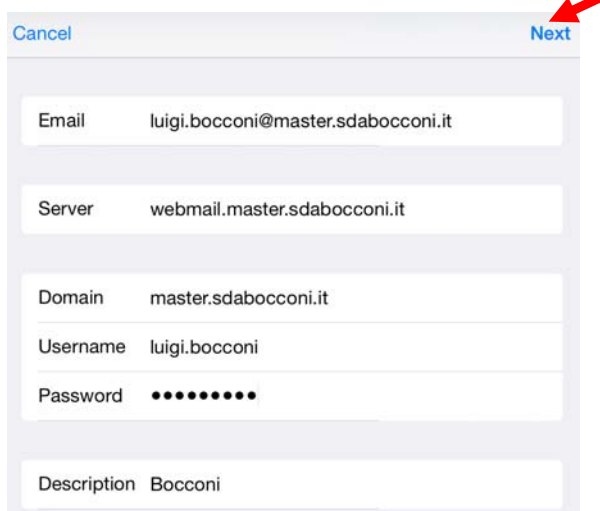 Cancel Next
Email luigi.bocconi@master.sdabocconi.it
Server webmail.master.sdabocconi.it
Domain master.sdabocconi.it
Username luigi.bocconi
Password •••••••••
Description Bocconi